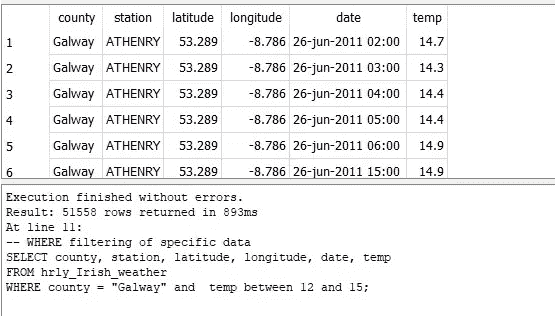 county station latitude longitude date temp
1 Galway ATHENRY 53.289 -8.786 26-jun-2011 02:00 14.7
2 Galway ATHENRY 53.289 -8.786 26-jun-2011 03:00 14.3
3 Galway ATHENRY 53.289 -8.786 26-jun-2011 04:00 14.4
4 Galway ATHENRY 53.289 -8.786 26-jun-2011 05:00 14.4
5 Galway ATHENRY 53.289 -8.786 26-jun-2011 06:00 14.9
6 Galway ATHENRY 53.289 -8.786 26-jun-2011 15:00 14.9
Execution finished without errors.
Result: 51558 rows returned in 893ms
At line 11:
-- WHERE filtering of specific data
SELECT county, station, latitude, longitude, date, temp
FROM hrly_Irish_weather
WHERE county = "Galway" and  temp between 12 and 15;